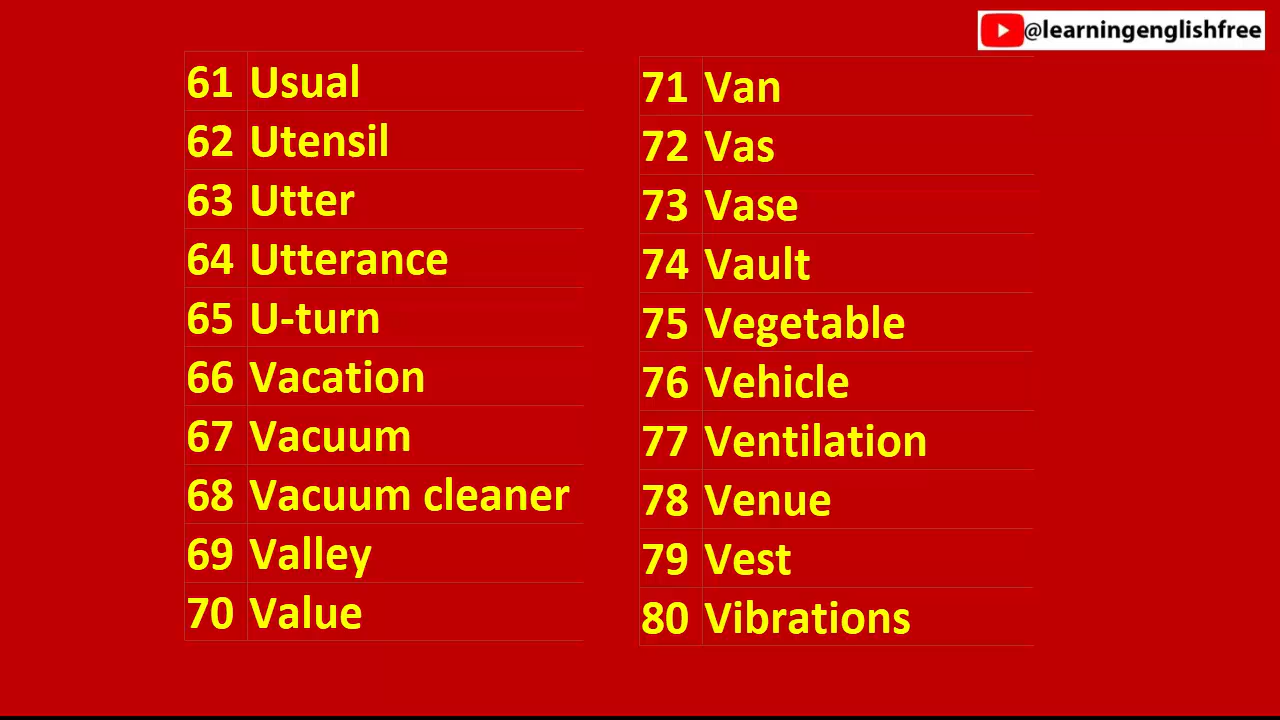 @learningenglishfree
61 Usual
62 Utensil
63 Utter
64 Utterance
65 U-turn
66 Vacation
67 Vacuum
68 Vacuum cleaner
69 Valley
70 Value
71 Van
72 Vas
73 Vase
74 Vault
75 Vegetable
76 Vehicle
77 Ventilation
78 Venue
79 Vest
80 Vibrations